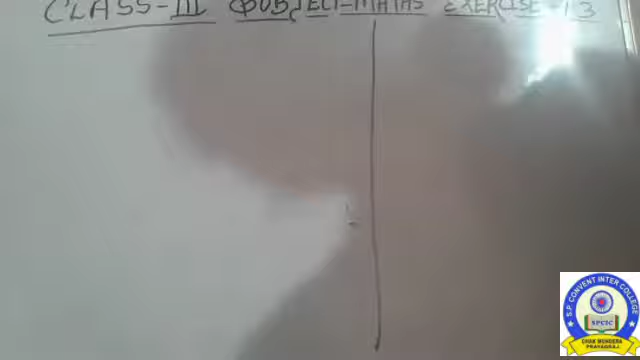 CLASS-III SUBJECT-MATHS EXERCISE-13
S.P. CONVENT INTER COLLEGE
SPCIC
CHAK MUNDERA
PRAYAGRAJ.